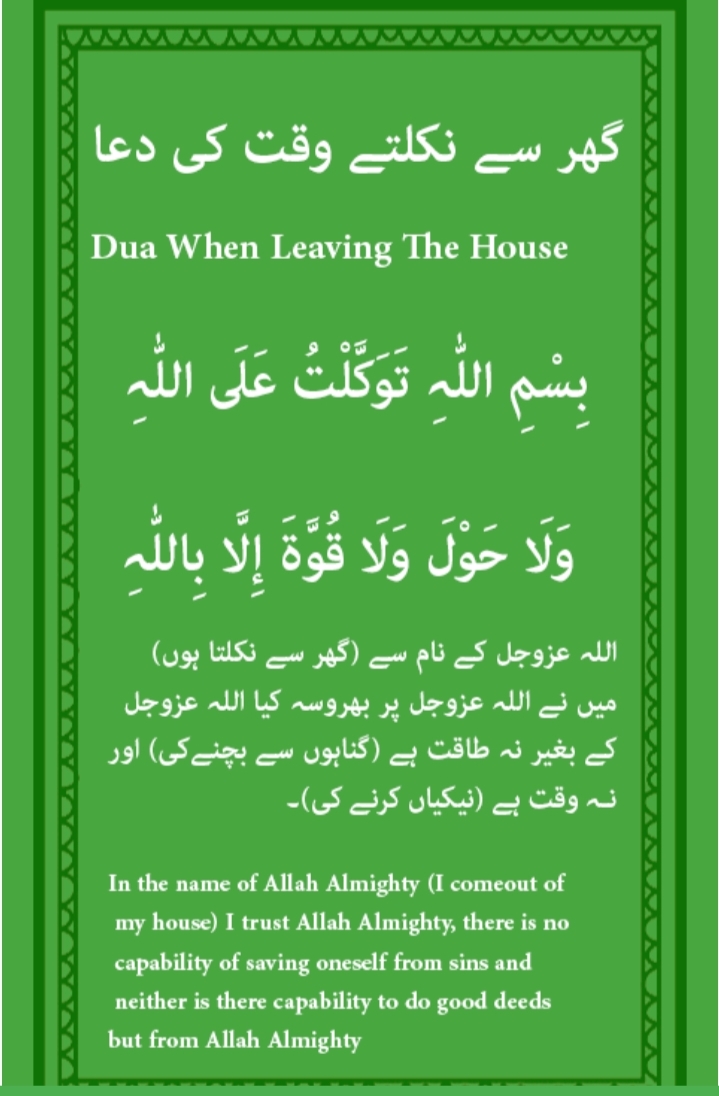 گھر سے نکلتے وقت کی دعا
Dua When Leaving The House
بِسْمِ اللّٰہِ تَوَكَّلْتُ عَلَی اللّٰہِ
وَلَا حَوْلَ وَلَا قُوَّةَ إِلَّا بِاللّٰہِ
اللہ عزوجل کے نام سے (گھر سے نکلتا ہوں)
میں نے اللہ عزوجل پر بھروسہ کیا اللہ عزوجل
کے بغیر نہ طاقت ہے (گناہوں سے بچنےکی) اور
نہ وقت ہے (نیکیاں کرنے کی)۔
In the name of Allah Almighty (I comeout of
my house) I trust Allah Almighty, there is no
capability of saving oneself from sins and
neither is there capability to do good deeds
but from Allah Almighty